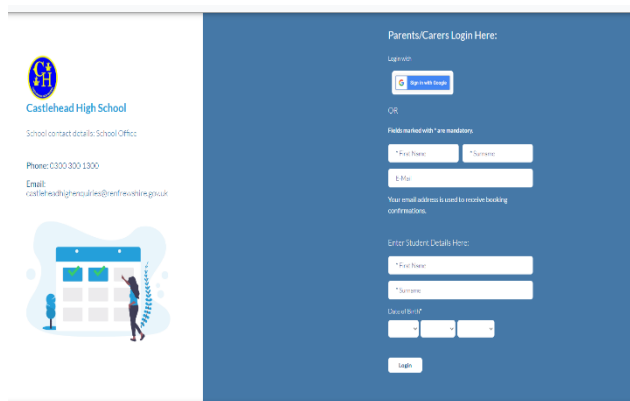 CH
Castlehead High School
School contact details: School Office
Phone: 0300 300 1300
Email:
castleheadhighenquiries@renfrewshire.gov.uk
Parents/Carers Login Here:
Login with
G Sign in with Google
OR
Fields marked with * are mandatory.
* First Name * Surname
E-Mail
Your email address is used to receive booking
confirmations.
Enter Student Details Here:
* First Name
* Surname
Date of Birth*
Login